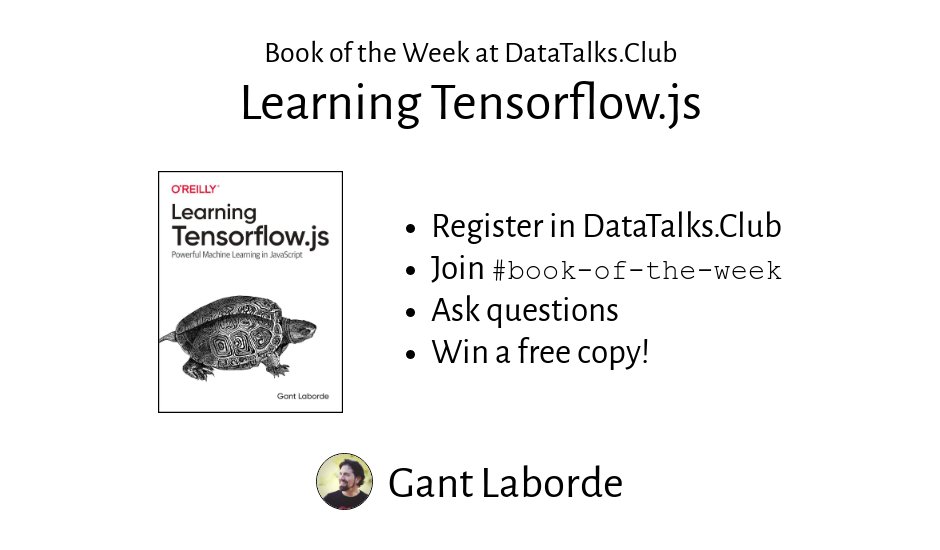 Book of the Week at DataTalks.Club
Learning Tensorflow.js
O'REILLY
Learning
Tensorflow.js
Powerful Machine Learning in JavaScript
Gant Laborde
• Register in DataTalks.Club
• Join #book-of-the-week
• Ask questions
• Win a free copy!
Gant Laborde